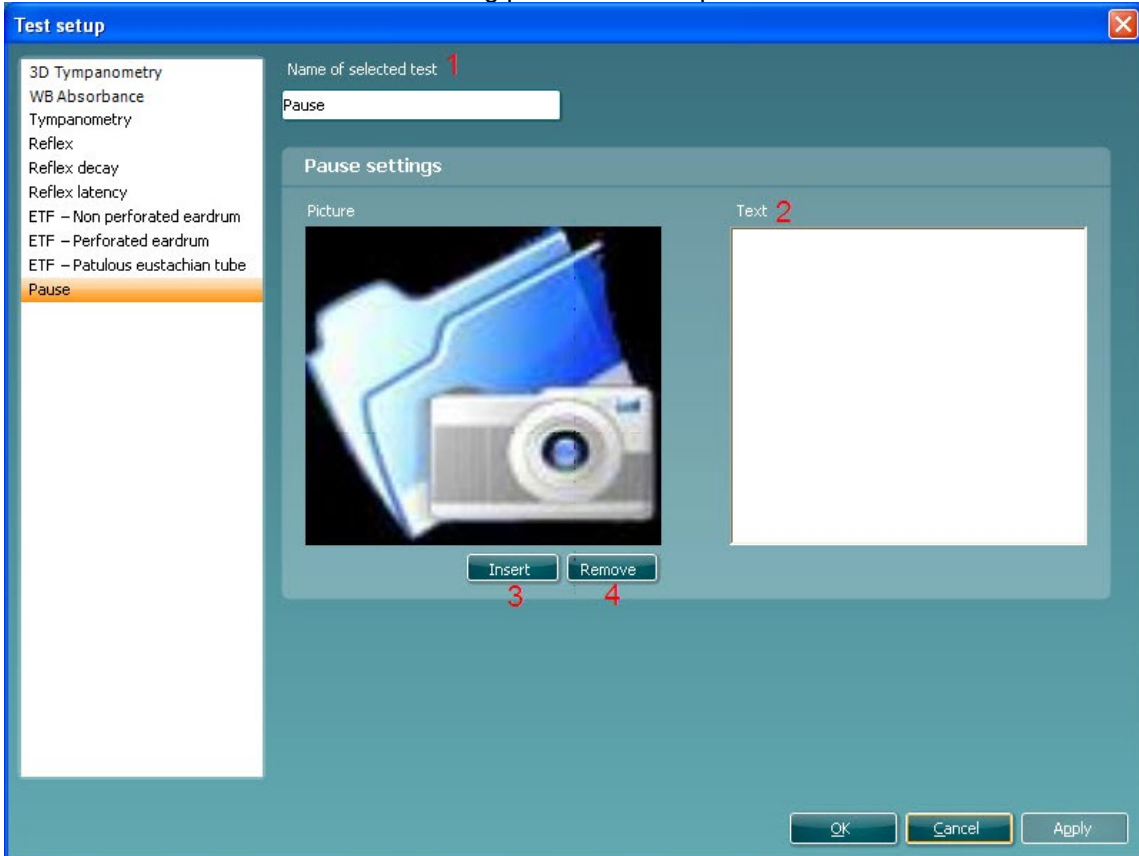 Test setup
3D Tympanometry
WB Absorbance
Tympanometry
Reflex
Reflex decay
Reflex latency
ETF – Non perforated eardrum
ETF – Perforated eardrum
ETF – Patulous eustachian tube
Pause
Name of selected test 1
Pause
Pause settings
Picture
Text 2
Insert Remove
3 4
OK Cancel Apply